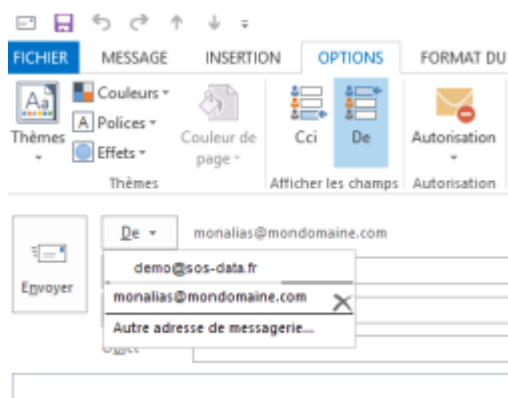 FICHIER MESSAGE INSERTION OPTIONS FORMAT DU
Aa Couleurs
A Polices
Effets
Thèmes
Couleur de page
Cci
De
Autorisation
Thèmes Afficher les champs Autorisation
De monalias@mondomaine.com
demo@sos-data.fr
Envoyer
monalias@mondomaine.com
Autre adresse de messagerie...